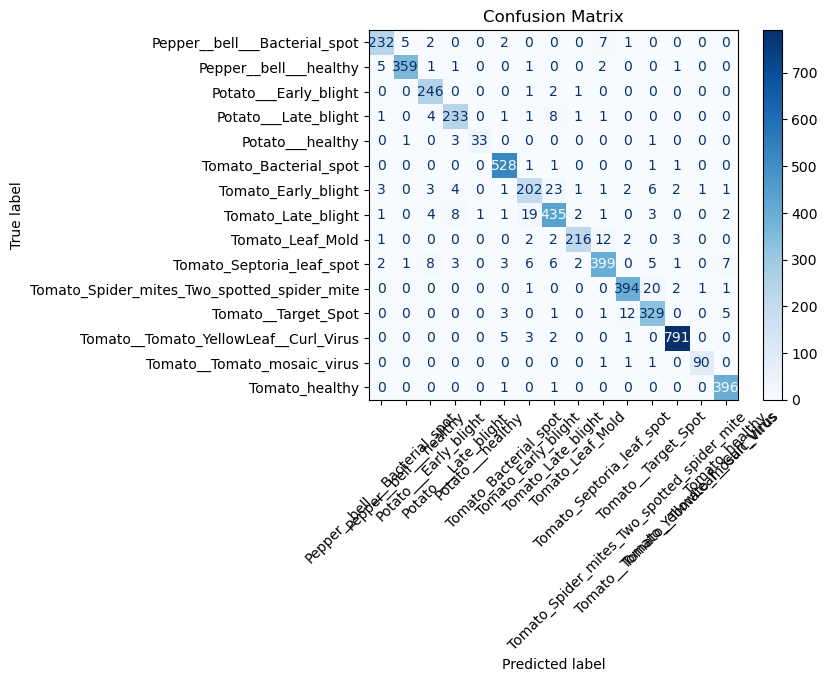 Confusion Matrix
Pepper__bell___Bacterial_spot 232 5 2 0 0 2 0 0 0 7 1 0 0 0 0
Pepper__bell___healthy 5 359 1 1 0 0 1 0 0 2 0 0 1 0 0
Potato___Early_blight 0 0 246 0 0 0 1 2 1 0 0 0 0 0 0
Potato___Late_blight 1 0 4 233 0 1 1 8 1 1 0 0 0 0 0
Potato___healthy 0 1 0 3 33 0 0 0 0 0 0 1 0 0 0
Tomato_Bacterial_spot 0 0 0 0 0 528 1 1 0 0 0 1 1 0 0
Tomato_Early_blight 3 0 3 4 0 1 202 23 1 1 2 6 2 1 1
Tomato_Late_blight 1 0 4 8 1 1 19 435 2 1 0 3 0 0 2
Tomato_Leaf_Mold 1 0 0 0 0 0 2 2 216 12 2 0 3 0 0
Tomato_Septoria_leaf_spot 2 1 8 3 0 3 6 6 2 399 0 5 1 0 7
Tomato_Spider_mites_Two_spotted_spider_mite 0 0 0 0 0 0 1 0 0 0 394 20 2 1 1
Tomato__Target_Spot 0 0 0 0 0 3 0 1 0 1 12 329 0 0 5
Tomato__Tomato_YellowLeaf__Curl_Virus 0 0 0 0 0 5 3 2 0 0 1 0 791 0 0
Tomato__Tomato_mosaic_virus 0 0 0 0 0 0 0 0 0 1 1 1 0 90 0
Tomato_healthy 0 0 0 0 0 1 0 1 0 0 0 0 0 0 396
True label
Pepper__bell___Bacterial_spot
Pepper__bell___healthy
Potato___Early_blight
Potato___Late_blight
Potato___healthy
Tomato_Bacterial_spot
Tomato_Early_blight
Tomato_Late_blight
Tomato_Leaf_Mold
Tomato_Septoria_leaf_spot
Tomato_Spider_mites_Two_spotted_spider_mite
Tomato__Target_Spot
Tomato__Tomato_YellowLeaf__Curl_Virus
Tomato__Tomato_mosaic_virus
Tomato_healthy
Predicted label
700
600
500
400
300
200
100
0